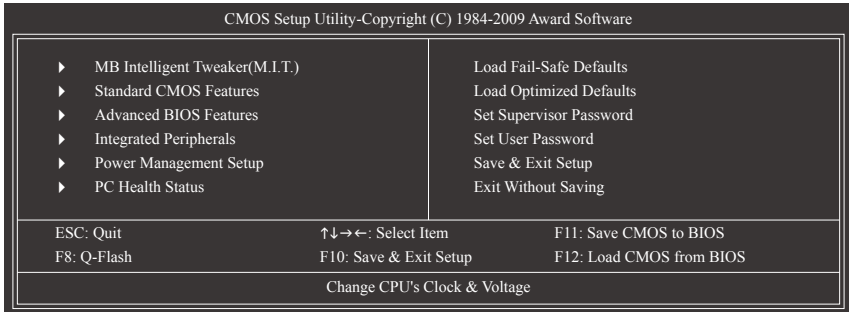 CMOS Setup Utility-Copyright (C) 1984-2009 Award Software
MB Intelligent Tweaker(M.I.T.)
Standard CMOS Features
Advanced BIOS Features
Integrated Peripherals
Power Management Setup
PC Health Status
Load Fail-Safe Defaults
Load Optimized Defaults
Set Supervisor Password
Set User Password
Save & Exit Setup
Exit Without Saving
ESC: Quit
↑↓→←: Select Item
F11: Save CMOS to BIOS
F8: Q-Flash
F10: Save & Exit Setup
F12: Load CMOS from BIOS
Change CPU's Clock & Voltage